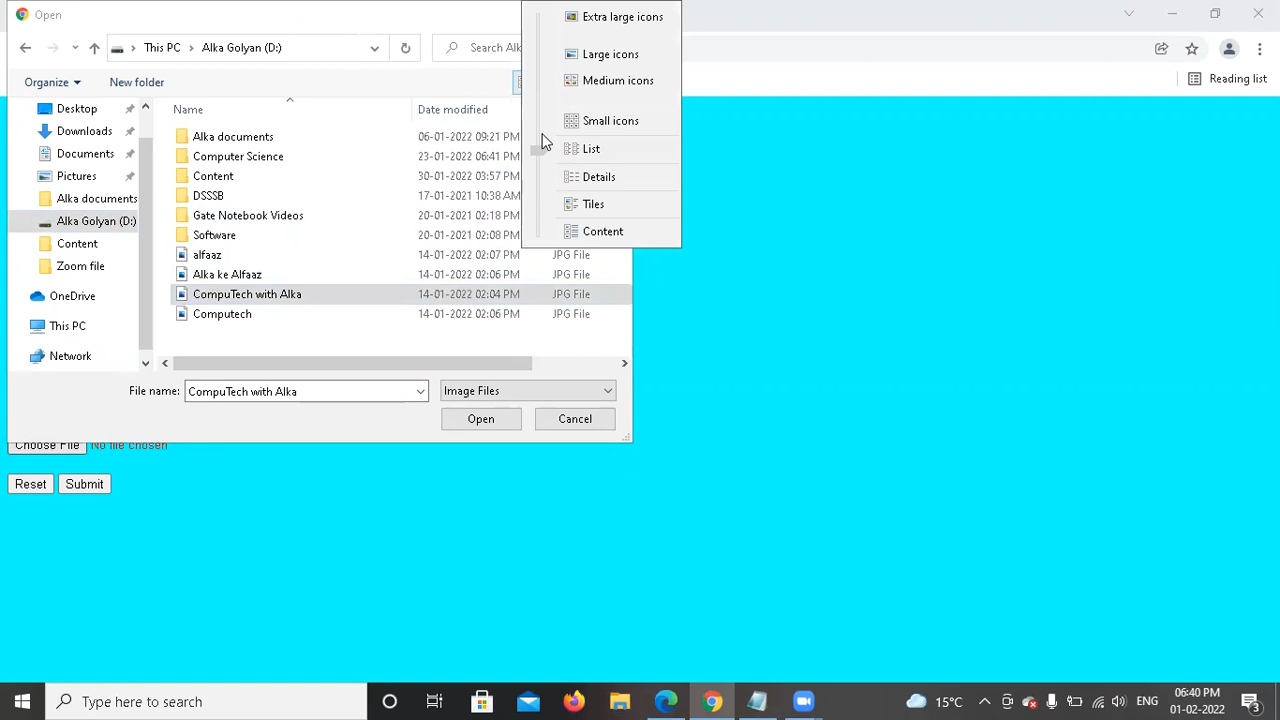 Open
This PC
Alka Golyan (D:)
Search Alk
Organize
New folder
Name
Date modified
Desktop
Downloads
Documents
Pictures
Alka documents
Alka Golyan (D:)
Content
Zoom file
OneDrive
This PC
Network
Alka documents 06-01-2022 09:21 PM
Computer Science 23-01-2022 06:41 PM
Content 30-01-2022 03:57 PM
DSSSB 17-01-2021 10:38 AM
Gate Notebook Videos 20-01-2021 02:18 PM
Software 20-01-2021 02:08 PM
alfaaz 14-01-2022 02:07 PM JPG File
Alka ke Alfaaz 14-01-2022 02:06 PM JPG File
CompuTech with Alka 14-01-2022 02:04 PM JPG File
Computech 14-01-2022 02:06 PM JPG File
Extra large icons
Large icons
Medium icons
Small icons
List
Details
Tiles
Content
File name: CompuTech with Alka
Image Files
Open
Cancel
Reading list
Choose File No file chosen
Reset Submit
Type here to search
15°C
ENG
06:40 PM
01-02-2022
3